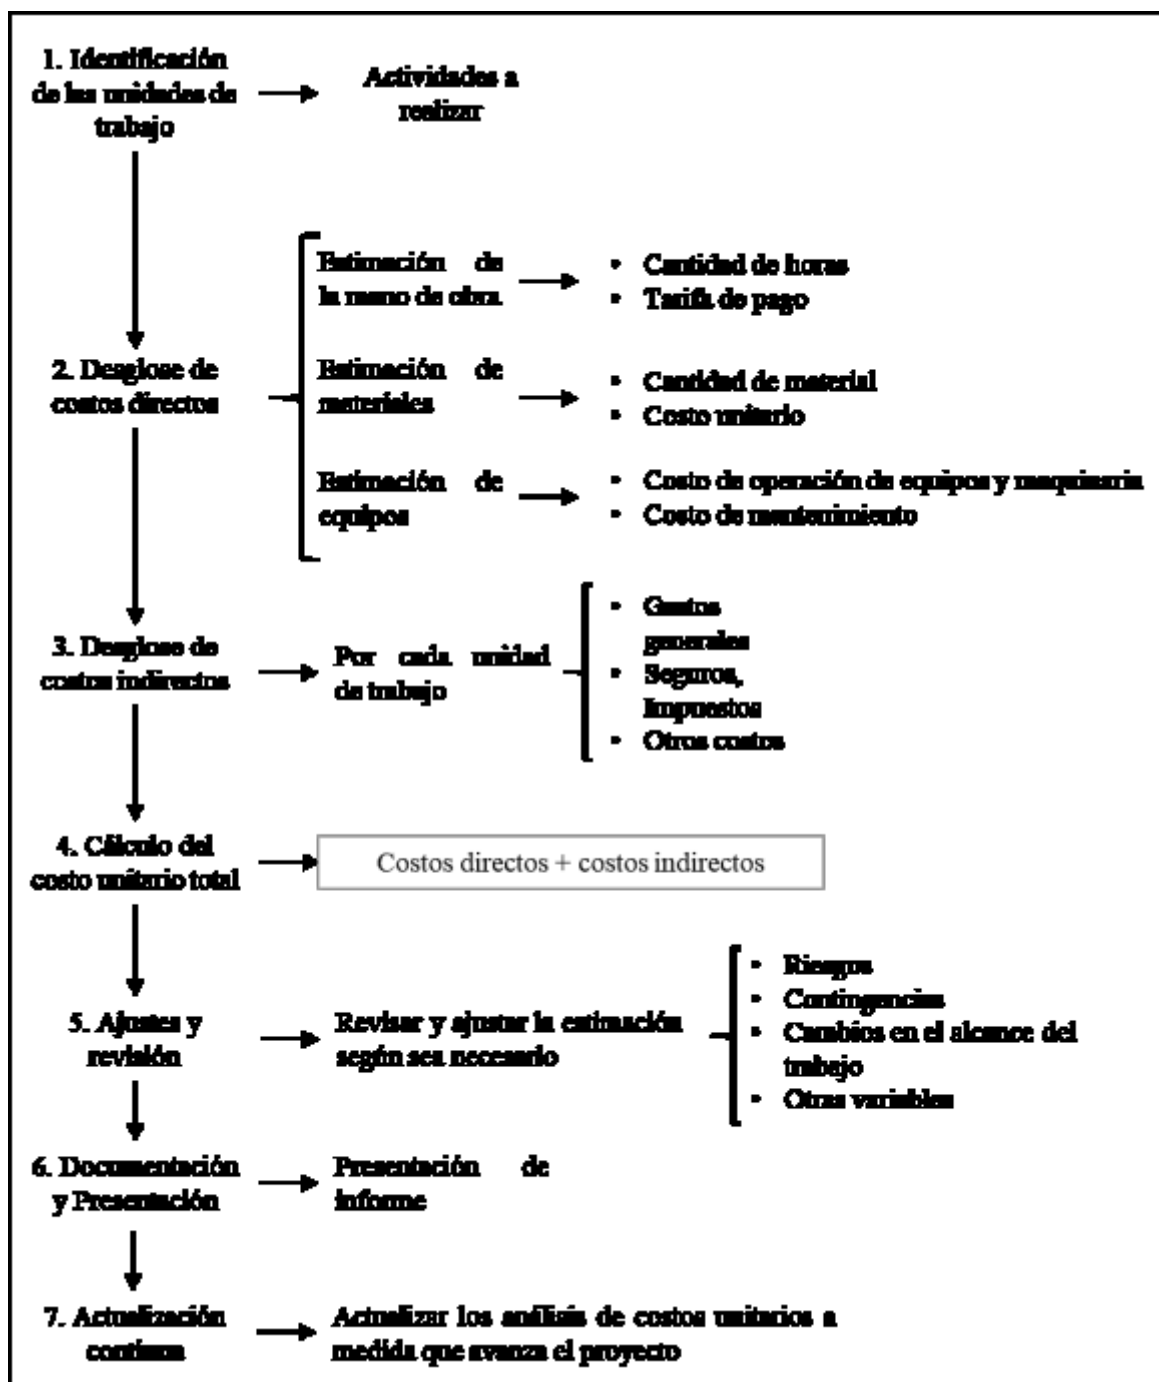 1. Identificación
de las unidades de
trabajo
Actividades a
realizar
2. Desglose de
costos directos
Estimación de
la mano de obra.
• Cantidad de horas
• Tarifa de pago
Estimación de
materiales
• Cantidad de material
• Costo unitario
Estimación de
equipos
• Costo de operación de equipos y maquinaria
• Costo de mantenimiento
3. Desglose de
costos indirectos
Por cada unidad
de trabajo
• Gastos
generales
• Seguros,
Impuestos
• Otros costos
4. Cálculo del
costo unitario total
Costos directos + costos indirectos
5. Ajustes y
revisión
Revisar y ajustar la estimación
según sea necesario
• Riesgos
• Contingencias
• Cambios en el alcance del
trabajo
• Otras variables
6. Documentación
y Presentación
Presentación de
informe
7. Actualización
continua
Actualizar los análisis de costos unitarios a
medida que avanza el proyecto